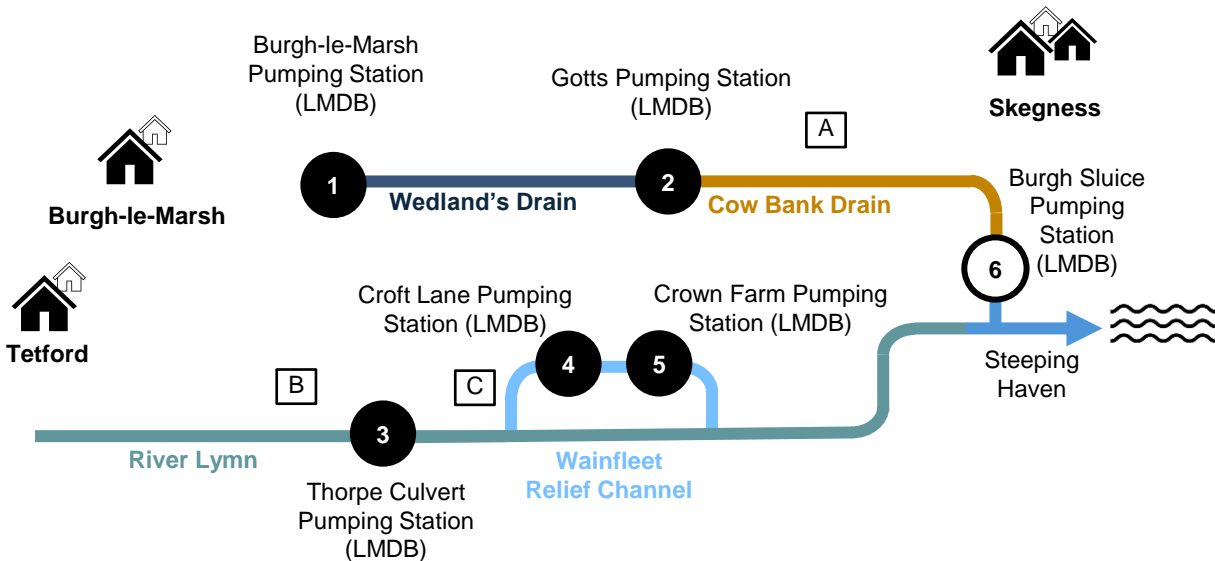 Burgh-le-Marsh
Pumping Station
(LMDB)
Gotts Pumping Station
(LMDB)
A
Skegness
1
2
Burgh-le-Marsh
Wedland's Drain
Cow Bank Drain
Burgh Sluice
Pumping
Station
(LMDB)
6
Tetford
Croft Lane Pumping
Station (LMDB)
Crown Farm Pumping
Station (LMDB)
4
5
Steeping
Haven
B
C
3
River Lymn
Wainfleet
Relief Channel
Thorpe Culvert
Pumping Station
(LMDB)